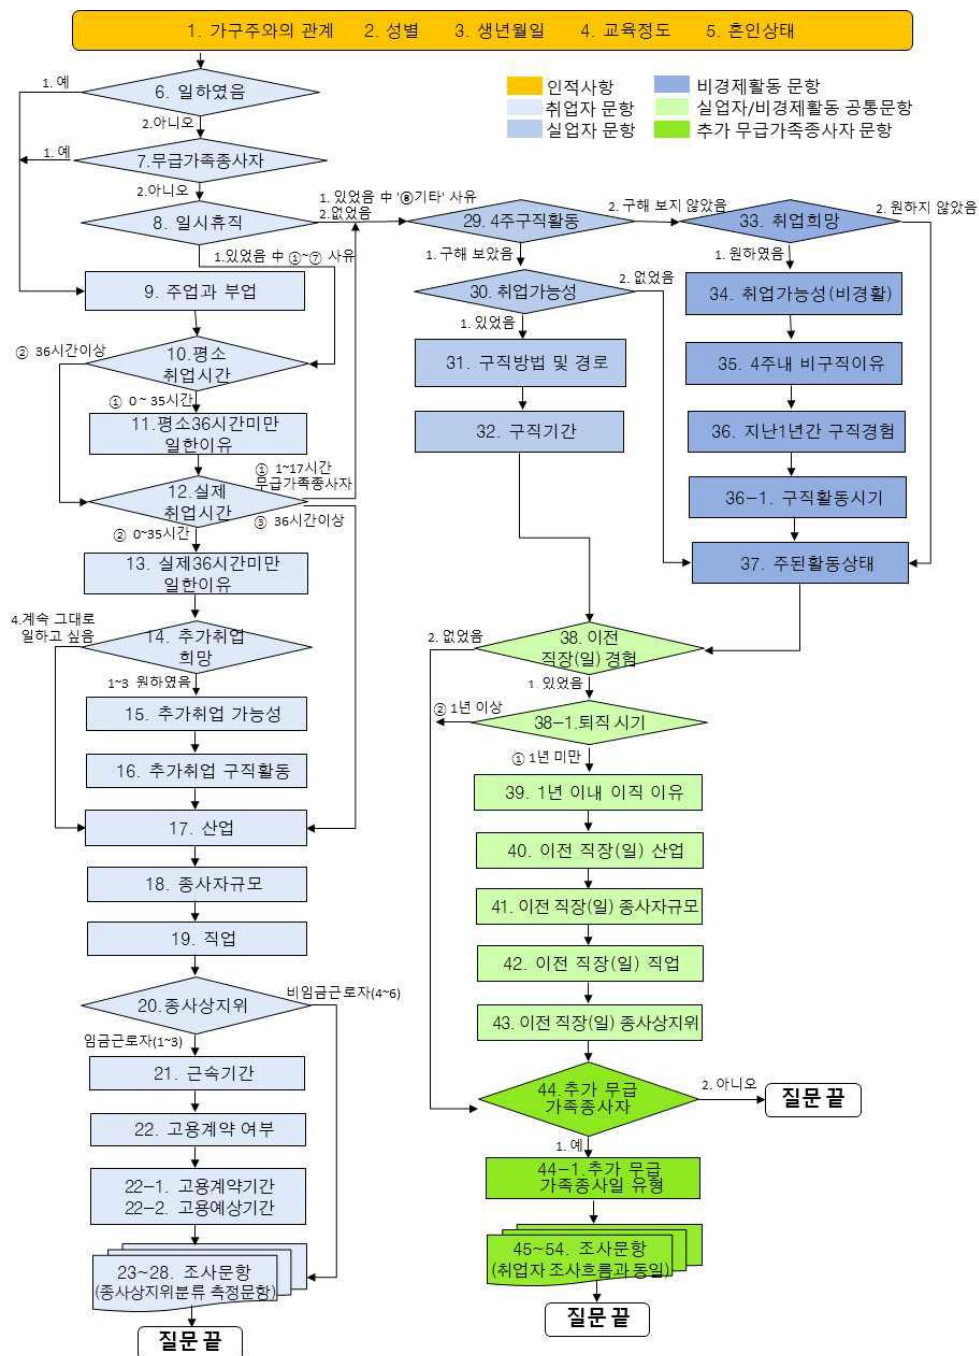 1. 가구주와의 관계 2. 성별 3. 생년월일 4. 교육정도 5. 혼인상태
인적사항
취업자 문항
실업자 문항
비경제활동 문항
실업자/비경제활동 공통문항
추가 무급가족종사자 문항
1. 예
6. 일하였음
2.아니오
1. 예
7.무급가족종사자
2.아니오
8. 일시휴직
1. 있었음 中 '⑧기타' 사유
2.없었음
1.있었음 中 ①~⑦ 사유
9. 주업과 부업
② 36시간이상
10.평소
취업시간
① 0~35시간
11.평소36시간미만
일한이유
① 1~17시간
무급가족종사자
12.실제
취업시간
③ 36시간이상
② 0~35시간
13. 실제36시간미만
일한이유
4.계속 그대로
일하고 싶음
14. 추가취업
희망
1~3 원하였음
15. 추가취업 가능성
16. 추가취업 구직활동
17. 산업
18. 종사자규모
19. 직업
20.종사상지위
비임금근로자(4~6)
임금근로자(1~3)
21. 근속기간
22. 고용계약 여부
22-1. 고용계약기간
22-2. 고용예상기간
23~28. 조사문항
(종사상지위분류 측정문항)
질문 끝
29. 4주구직활동
2. 구해 보지 않았음
1. 구해 보았음
30. 취업가능성
2. 없었음
1. 있었음
31. 구직방법 및 경로
32. 구직기간
33. 취업희망
2. 원하지 않았음
1. 원하였음
34. 취업가능성(비경활)
35. 4주내 비구직이유
36. 지난1년간 구직경험
36-1. 구직활동시기
37. 주된활동상태
2. 없었음
38. 이전
직장(일) 경험
1. 있었음
② 1년 이상
38-1.퇴직 시기
① 1년 미만
39. 1년 이내 이직 이유
40. 이전 직장(일) 산업
41. 이전 직장(일) 종사자규모
42. 이전 직장(일) 직업
43. 이전 직장(일) 종사상지위
44.추가 무급
가족종사자
2. 아니오
질문 끝
1. 예
44-1.추가 무급
가족종사일 유형
45~54. 조사문항
(취업자 조사흐름과 동일)
질문 끝